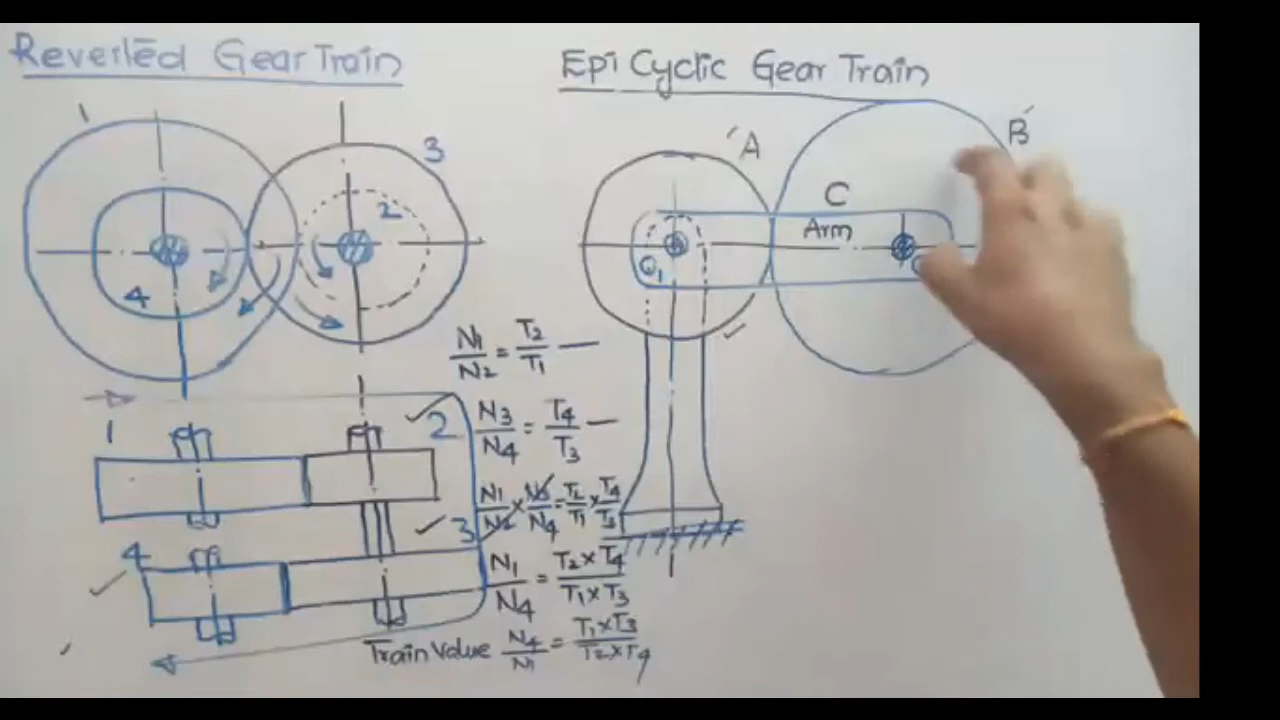 Reverted Gear Train
1
3
2
4
Epi Cyclic Gear Train
A
B
C
Arm
O1
N1/N2 = T2/T1
N3/N4 = T4/T3
N1/N2 × N3/N4 = T2/T1 × T4/T3
N1/N4 = T2×T4/T1×T3
Train Value N4/N1 = T1×T3/T2×T4
1
2
3
4